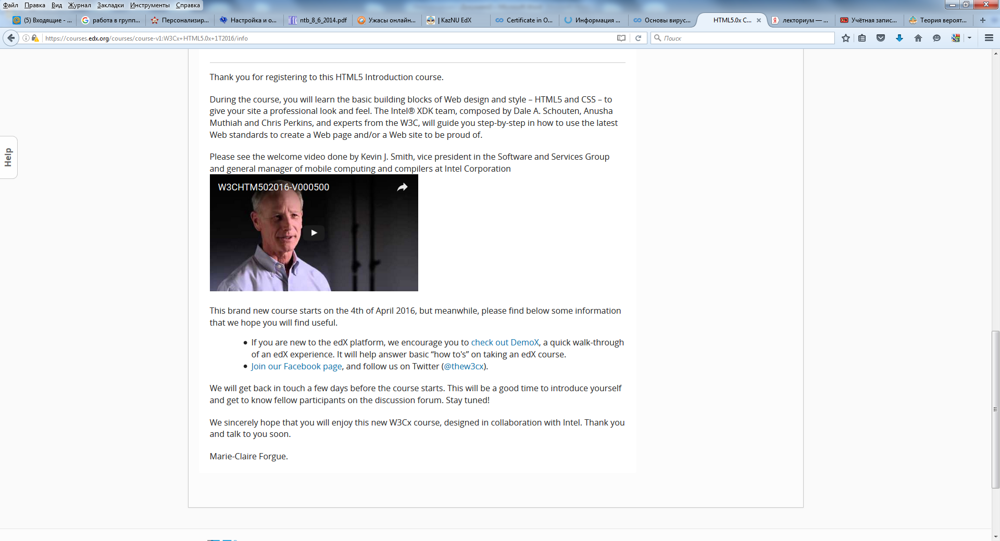 Файл Правка Вид Журнал Закладки Инструменты Справка
(5) Входящие - ... работа в групп... Персонализир... Настройка и о... ntb_8_6_2014.pdf Ужасы онлайн... | KazNU EdX Certificate in O... Информация ... Основы вирус... HTML5.0x C... лекториум — ... Учётная запис... Теория вероят...
https://courses.edx.org/courses/course-v1:W3Cx+HTML5.0x+1T2016/info Поиск
Thank you for registering to this HTML5 Introduction course.
During the course, you will learn the basic building blocks of Web design and style – HTML5 and CSS – to
give your site a professional look and feel. The Intel® XDK team, composed by Dale A. Schouten, Anusha
Muthiah and Chris Perkins, and experts from the W3C, will guide you step-by-step in how to use the latest
Web standards to create a Web page and/or a Web site to be proud of.
Help
Please see the welcome video done by Kevin J. Smith, vice president in the Software and Services Group
and general manager of mobile computing and compilers at Intel Corporation
W3CHTM502016-V000500
This brand new course starts on the 4th of April 2016, but meanwhile, please find below some information
that we hope you will find useful.
• If you are new to the edX platform, we encourage you to check out DemoX, a quick walk-through
of an edX experience. It will help answer basic “how to's” on taking an edX course.
• Join our Facebook page, and follow us on Twitter (@thew3cx).
We will get back in touch a few days before the course starts. This will be a good time to introduce yourself
and get to know fellow participants on the discussion forum. Stay tuned!
We sincerely hope that you will enjoy this new W3Cx course, designed in collaboration with Intel. Thank you
and talk to you soon.
Marie-Claire Forgue.